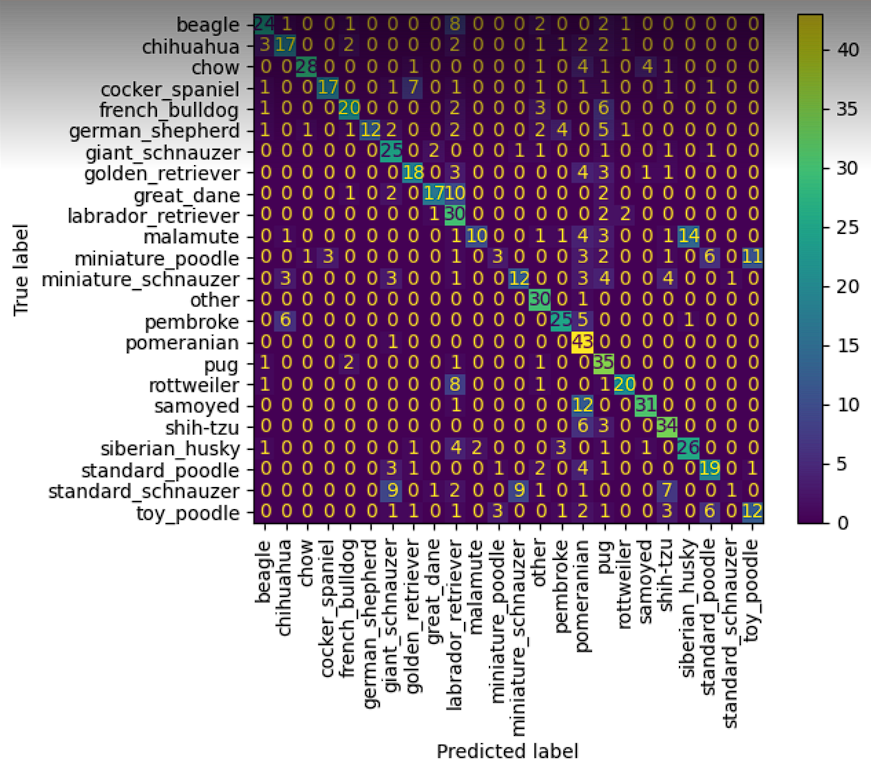 beagle 24 1 0 0 1 0 0 0 0 8 0 0 0 2 0 0 2 1 0 0 0 0 0 0
chihuahua 3 17 0 0 2 0 0 0 0 2 0 0 0 1 1 2 2 1 0 0 0 0 0 0
chow 0 0 28 0 0 0 0 1 0 0 0 0 0 1 0 4 1 0 4 1 0 0 0 0
cocker_spaniel 1 0 0 17 0 0 1 7 0 1 0 0 0 1 0 1 1 0 0 1 0 1 0 0
french_bulldog 1 0 0 0 20 0 0 0 0 2 0 0 0 3 0 0 6 0 0 0 0 0 0 0
german_shepherd 1 0 1 0 1 12 2 0 0 2 0 0 0 2 4 0 5 1 0 0 0 0 0 0
giant_schnauzer 0 0 0 0 0 0 25 0 2 0 0 0 1 1 0 0 1 0 0 1 0 1 0 0
golden_retriever 0 0 0 0 0 0 0 18 0 3 0 0 0 0 0 4 3 0 1 1 0 0 0 0
great_dane 0 0 0 0 1 0 2 0 17 10 0 0 0 0 0 0 2 0 0 0 0 0 0 0
labrador_retriever 0 0 0 0 0 0 0 0 1 30 0 0 0 0 0 0 2 2 0 0 0 0 0 0
malamute 0 1 0 0 0 0 0 0 0 1 10 0 0 1 1 4 3 0 0 1 14 0 0 0
miniature_poodle 0 0 1 3 0 0 0 0 0 1 0 3 0 0 0 3 2 0 0 1 0 6 0 11
miniature_schnauzer 0 3 0 0 0 0 3 0 0 0 0 0 12 0 0 3 4 0 0 4 0 0 1 0
other 0 0 0 0 0 0 0 0 0 0 0 0 0 30 0 1 0 0 0 0 0 0 0 0
pembroke 0 6 0 0 0 0 0 0 0 0 0 0 0 0 25 5 0 0 0 0 1 0 0 0
pomeranian 0 0 0 0 0 0 1 0 0 0 0 0 0 0 0 43 0 0 0 0 0 0 0 0
pug 1 0 0 0 2 0 0 0 0 1 0 0 0 1 0 0 35 0 0 0 0 0 0 0
rottweiler 1 0 0 0 0 0 0 0 0 8 0 0 0 1 0 0 1 20 0 0 0 0 0 0
samoyed 0 0 0 0 0 0 0 0 0 1 0 0 0 0 0 12 0 0 31 0 0 0 0 0
shih-tzu 0 0 0 0 0 0 0 0 0 0 0 0 0 0 0 6 3 0 0 34 0 0 0 0
siberian_husky 1 0 0 0 0 0 0 1 0 4 2 0 0 0 3 0 1 0 1 0 26 0 0 0
standard_poodle 0 0 0 0 0 0 3 1 0 0 0 1 0 2 0 4 1 0 0 0 0 19 0 1
standard_schnauzer 0 0 0 0 0 0 9 0 1 2 0 0 9 1 0 1 0 0 0 7 0 0 1 0
toy_poodle 0 0 0 0 0 0 1 1 0 1 0 3 0 0 1 2 1 0 0 3 0 6 0 12
True label
beagle
chihuahua
chow
cocker_spaniel
french_bulldog
german_shepherd
giant_schnauzer
golden_retriever
great_dane
labrador_retriever
malamute
miniature_poodle
miniature_schnauzer
other
pembroke
pomeranian
pug
rottweiler
samoyed
shih-tzu
siberian_husky
standard_poodle
standard_schnauzer
toy_poodle
Predicted label
40
35
30
25
20
15
10
5
0